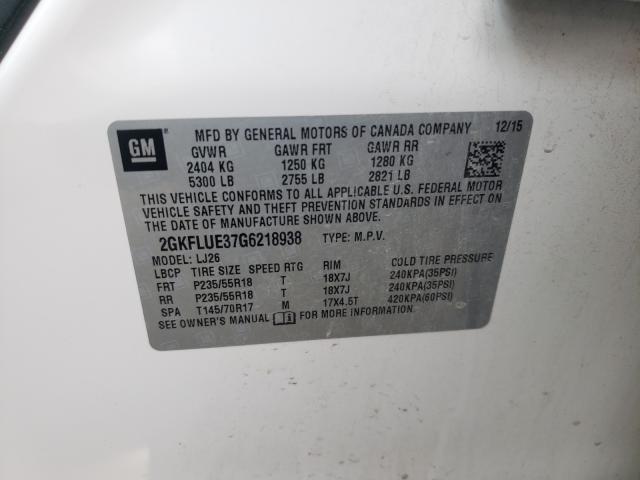 GM
MFD BY GENERAL MOTORS OF CANADA COMPANY 12/15
GVWR GAWR FRT GAWR RR
2404 KG 1250 KG 1280 KG
5300 LB 2755 LB 2821 LB
THIS VEHICLE CONFORMS TO ALL APPLICABLE U.S. FEDERAL MOTOR
VEHICLE SAFETY AND THEFT PREVENTION STANDARDS IN EFFECT ON
THE DATE OF MANUFACTURE SHOWN ABOVE.
2GKFLUE37G6218938 TYPE: M.P.V.
MODEL: LJ26
LBCP TIRE SIZE SPEED RTG RIM COLD TIRE PRESSURE
FRT P235/55R18 T 18X7J 240KPA(35PSI)
RR P235/55R18 T 18X7J 240KPA(35PSI)
SPA T145/70R17 M 17X4.5T 420KPA(60PSI)
SEE OWNER'S MANUAL FOR MORE INFORMATION.